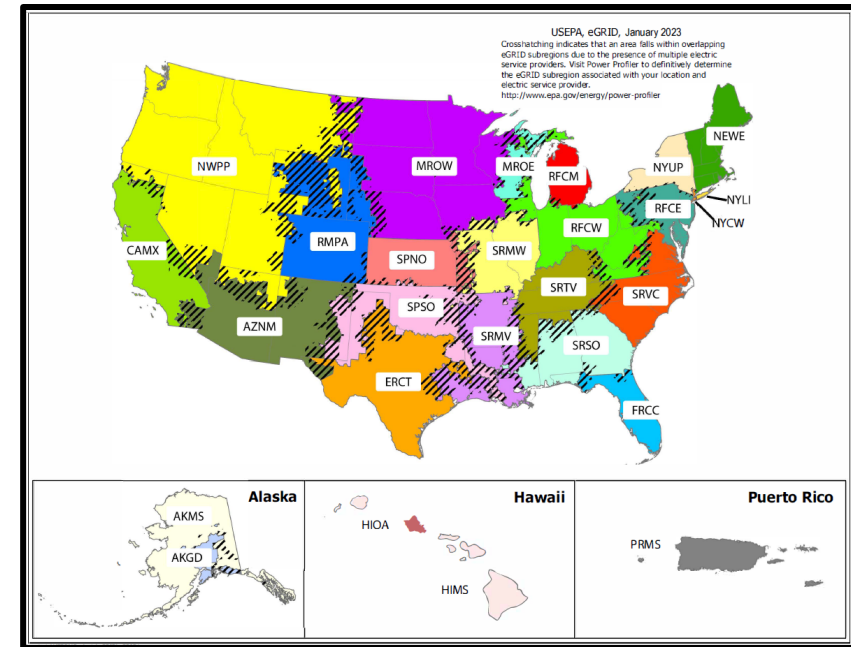 USEPA, eGRID, January 2023
Crosshatching indicates that an area falls within overlapping
eGRID subregions due to the presence of multiple electric
service providers. Visit Power Profiler to definitively determine
the eGRID subregion associated with your location and
electric service provider.
http://www.epa.gov/energy/power-profiler
NEWE
NWPP
MROW
MROE
NYUP
RFCM
NYLI
RFCE
NYCW
RFCW
CAMX
RMPA
SRMW
SPNO
SRTV
SRVC
SPSO
AZNM
SRMV
SRSO
ERCT
FRCC
Alaska
AKMS
AKGD
Hawaii
HIOA
HIMS
Puerto Rico
PRMS